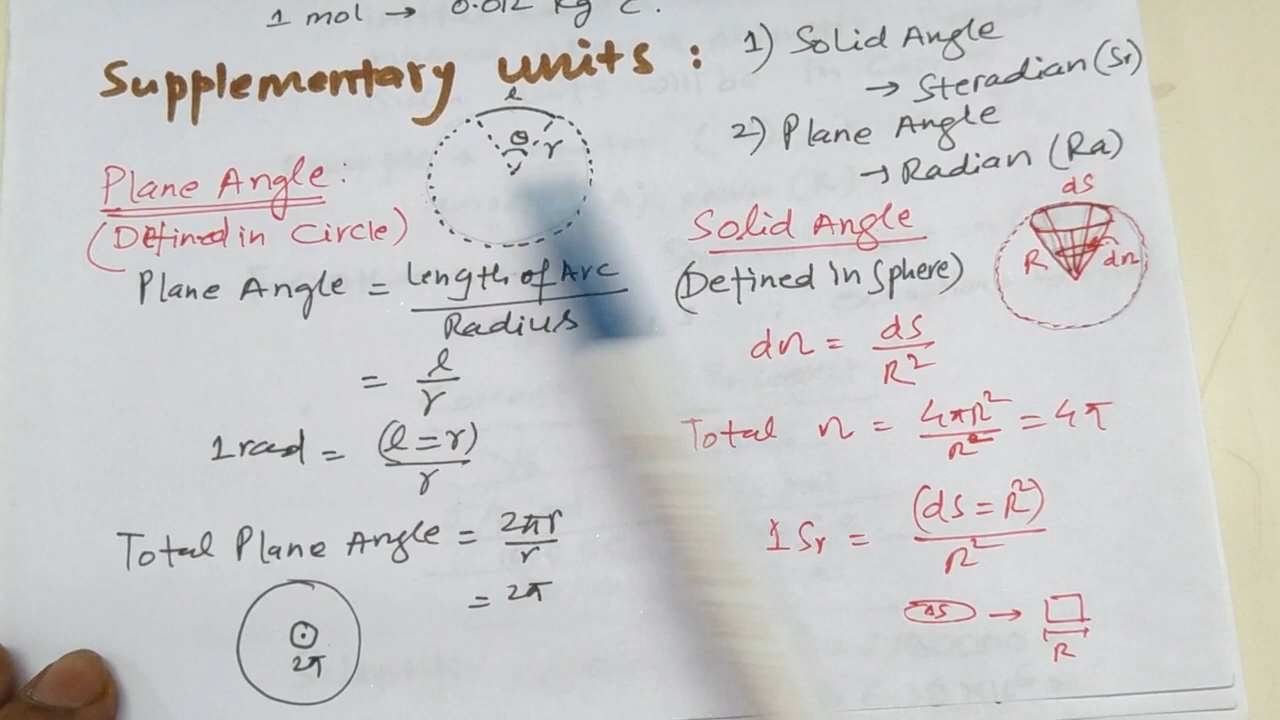 1 mol → 0.012 kg C.
Supplementary units :
1) Solid Angle
→ Steradian (Sr)
2) Plane Angle
→ Radian (Ra)
Plane Angle :
(Defined in Circle)
l
θ r
Plane Angle = Length of Arc / Radius
= l / r
1 rad = (l = r) / r
Total Plane Angle = 2πr / r
= 2π
2π
Solid Angle
(Defined in Sphere)
dS
R dΩ
dΩ = dS / R²
Total Ω = 4πR² / R² = 4π
1 Sr = (dS = R²) / R²
dS → □
R